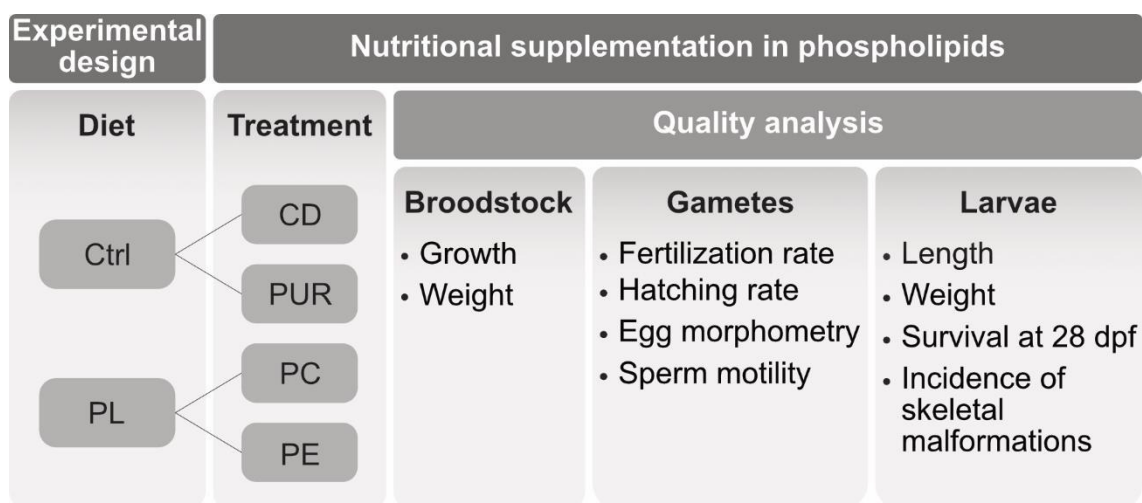 Experimental
design
Nutritional supplementation in phospholipids
Diet
Treatment
Quality analysis
Ctrl
PL
CD
PUR
PC
PE
Broodstock
• Growth
• Weight
Gametes
• Fertilization rate
• Hatching rate
• Egg morphometry
• Sperm motility
Larvae
• Length
• Weight
• Survival at 28 dpf
• Incidence of
skeletal
malformations